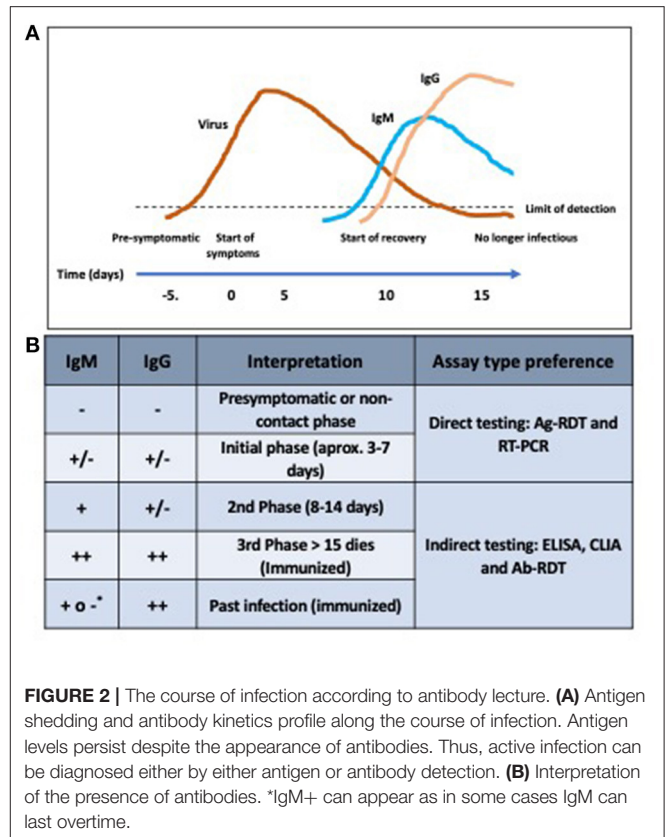 A
IgG
IgM
Virus
Limit of detection
Pre-symptomatic Start of symptoms Start of recovery No longer infectious
Time (days)
-5. 0 5 10 15
B
IgM IgG Interpretation Assay type preference
- - Presymptomatic or non-
contact phase
Direct testing: Ag-RDT and
RT-PCR
+/- +/- Initial phase (aprox. 3-7
days)
+ +/- 2nd Phase (8-14 days)
++ ++ 3rd Phase > 15 dies
(Immunized)
Indirect testing: ELISA, CLIA
and Ab-RDT
+ o -* ++ Past infection (immunized)
FIGURE 2 | The course of infection according to antibody lecture. (A) Antigen
shedding and antibody kinetics profile along the course of infection. Antigen
levels persist despite the appearance of antibodies. Thus, active infection can
be diagnosed either by either antigen or antibody detection. (B) Interpretation
of the presence of antibodies. *IgM+ can appear as in some cases IgM can
last overtime.